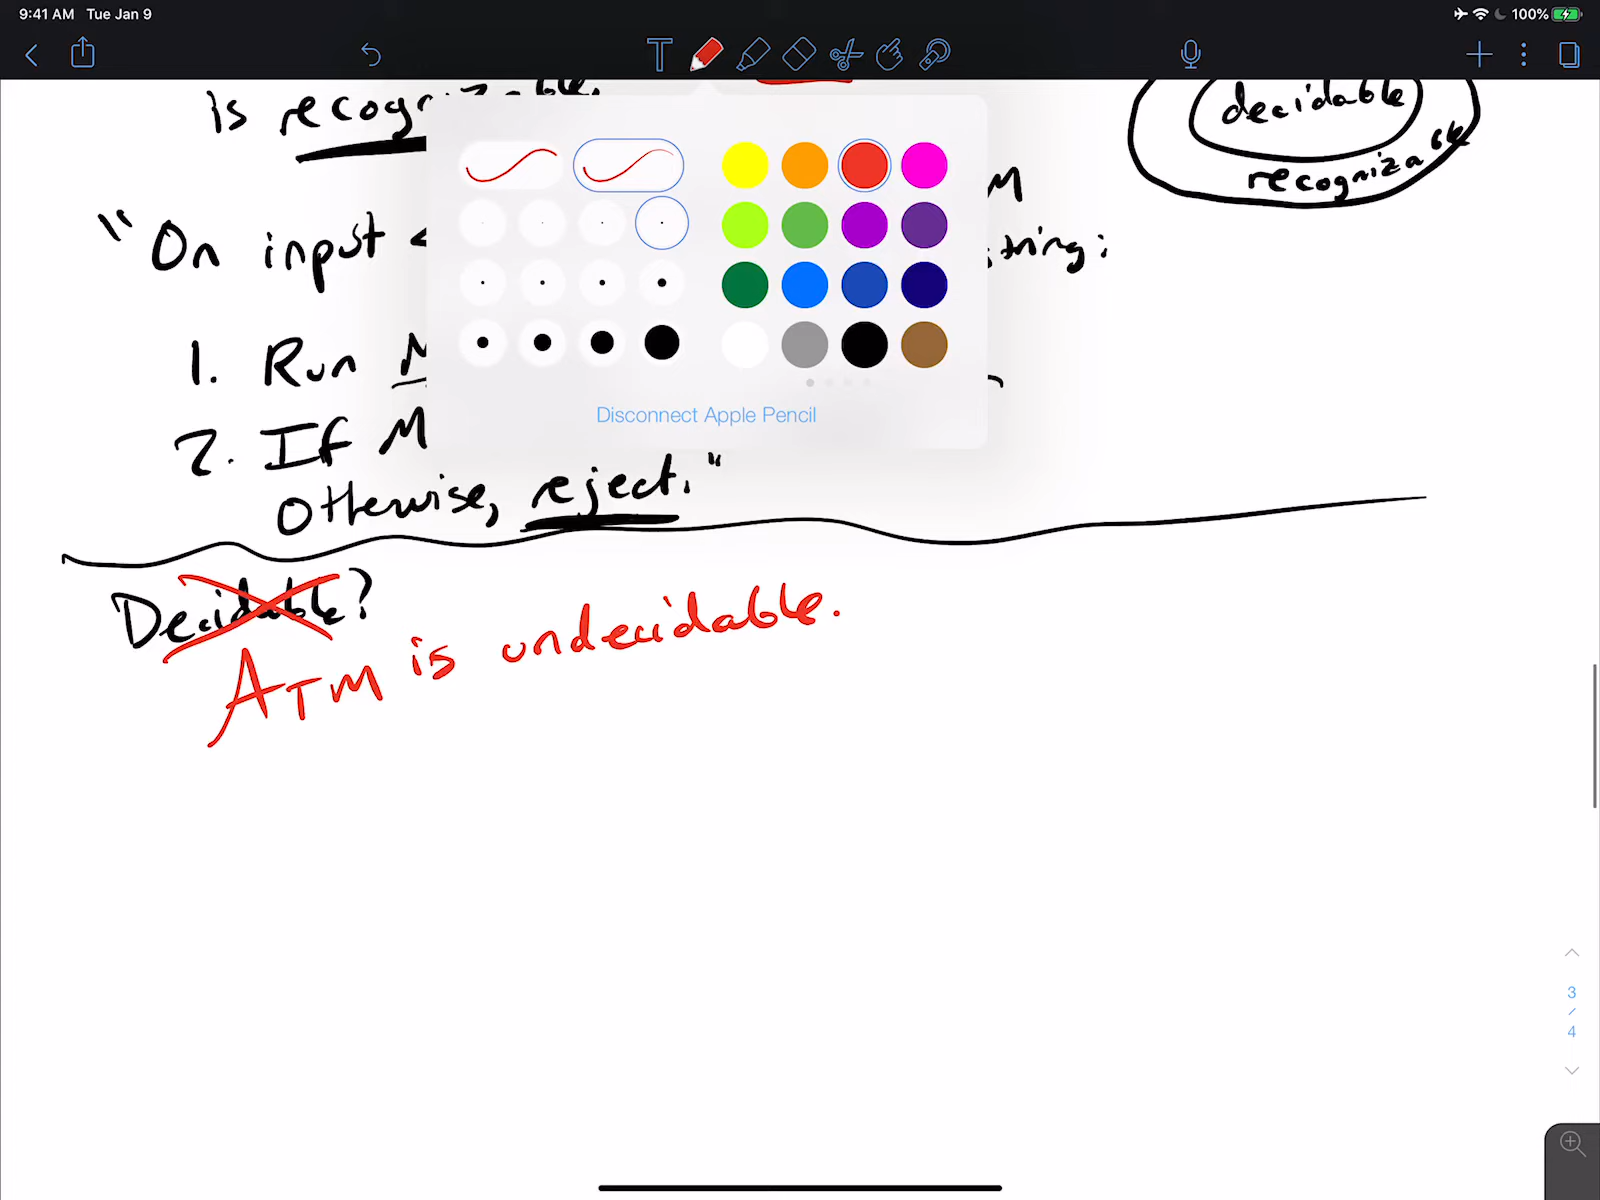 9:41 AM Tue Jan 9
100%
is
decidable
recognizable
M
"On input <
1. Run M
2. If M
Otherwise, reject."
Disconnect Apple Pencil
Decidable?
ATM is undecidable.
3
/
4